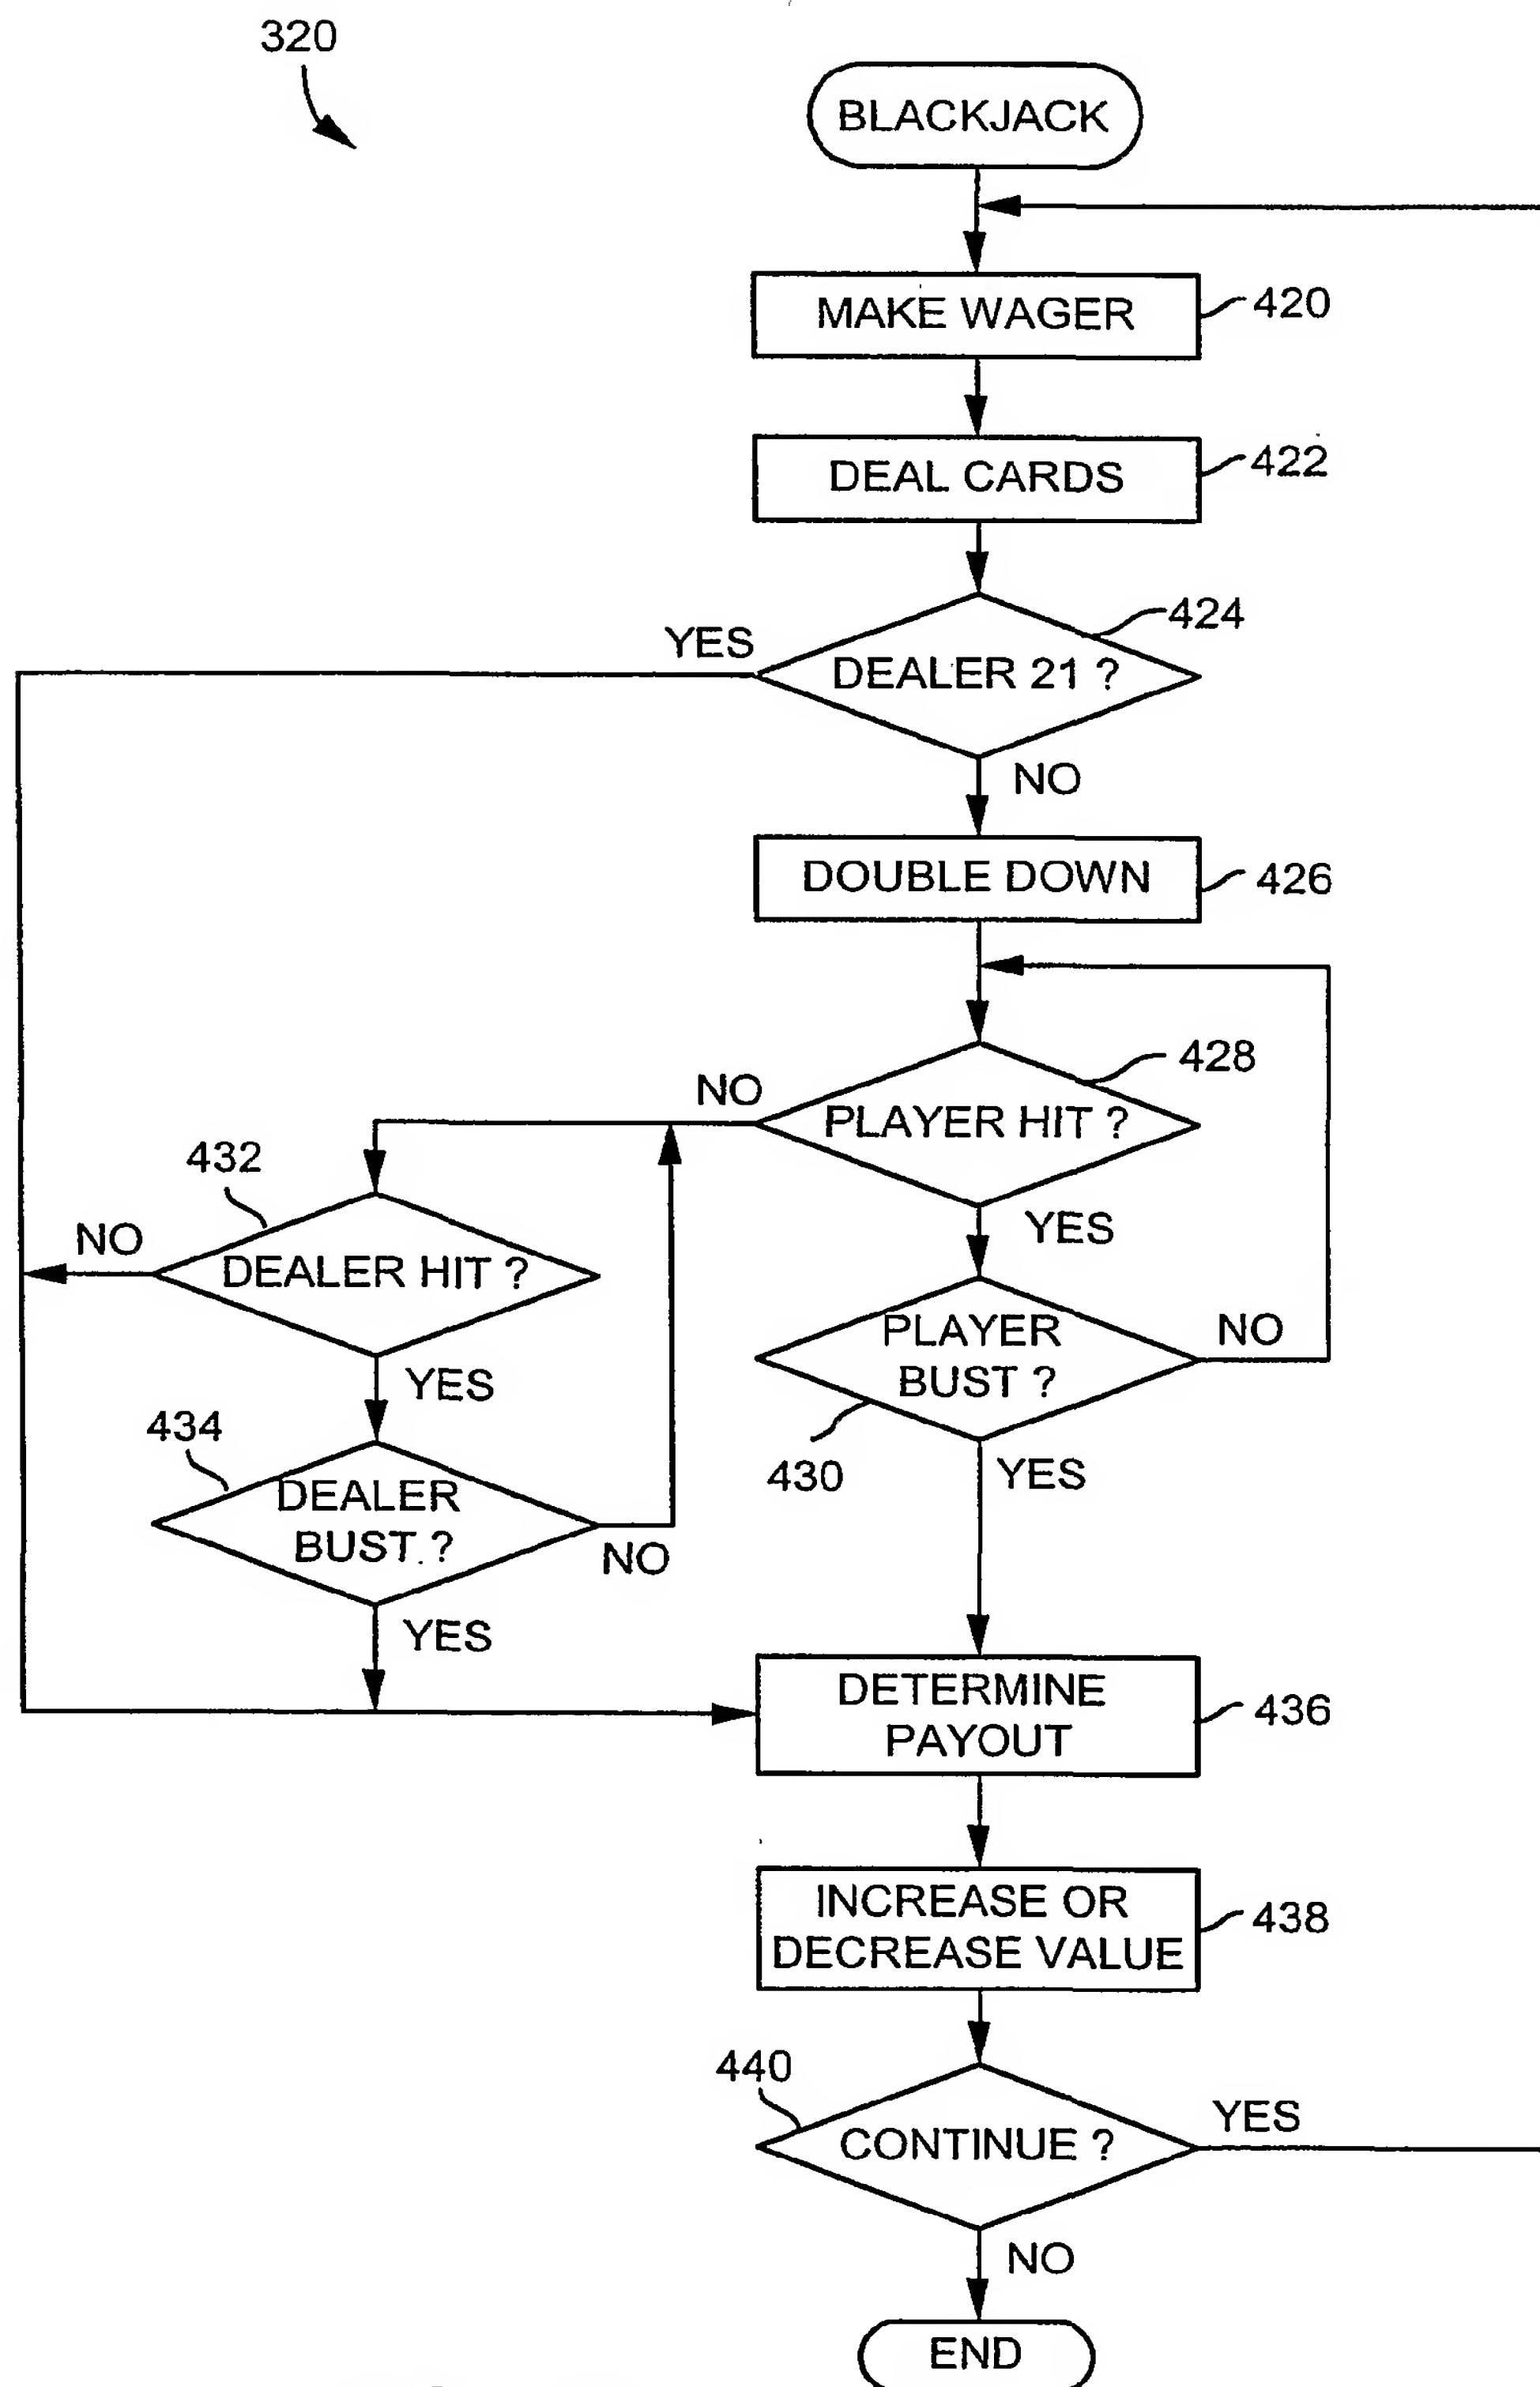 320
BLACKJACK
MAKE WAGER
420
DEAL CARDS
422
424
YES
DEALER 21 ?
NO
DOUBLE DOWN
426
428
NO
PLAYER HIT ?
432
YES
NO
DEALER HIT ?
PLAYER
BUST ?
NO
YES
434
430
YES
DEALER
BUST ?
NO
YES
DETERMINE
PAYOUT
436
INCREASE OR
DECREASE VALUE
438
440
YES
CONTINUE ?
NO
END